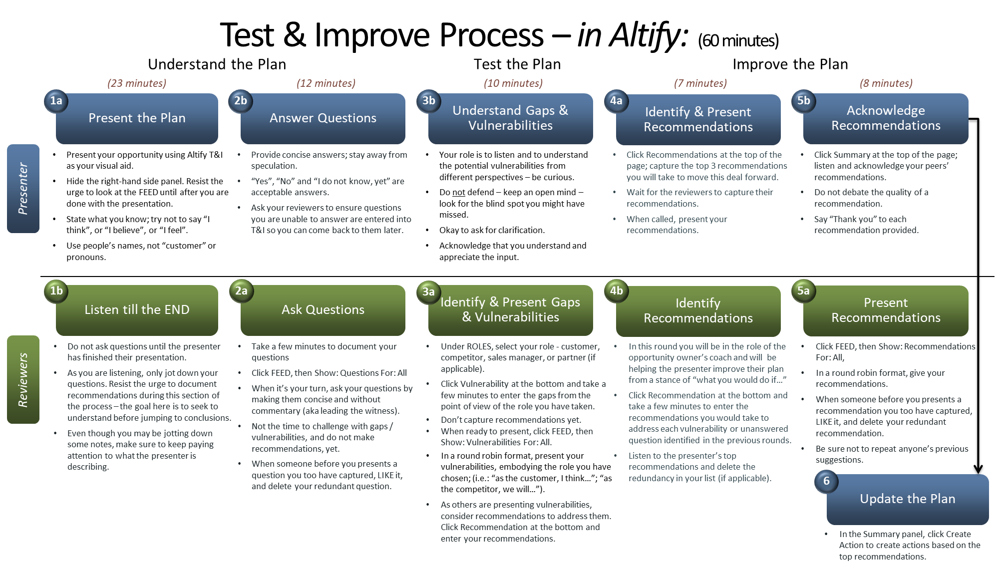 Test & Improve Process – in Altify: (60 minutes)
Understand the Plan
Test the Plan
Improve the Plan
(23 minutes)
(12 minutes)
(10 minutes)
(7 minutes)
(8 minutes)
Presenter
1a
Present the Plan
• Present your opportunity using Altify T&I
as your visual aid.
• Hide the right-hand side panel. Resist the
urge to look at the FEED until after you are
done with the presentation.
• State what you know; try not to say “I
think”, or “I believe”, or “I feel”.
• Use people’s names, not “customer” or
pronouns.
2b
Answer Questions
• Provide concise answers; stay away from
speculation.
• “Yes”, “No” and “I do not know, yet” are
acceptable answers.
• Ask your reviewers to ensure questions
you are unable to answer are entered into
T&I so you can come back to them later.
3b
Understand Gaps &
Vulnerabilities
• Your role is to listen and to understand
the potential vulnerabilities from
different perspectives – be curious.
• Do not defend – keep an open mind –
look for the blind spot you might have
missed.
• Okay to ask for clarification.
• Acknowledge that you understand and
appreciate the input.
4a
Identify & Present
Recommendations
• Click Recommendations at the top of the
page; capture the top 3 recommendations
you will take to move this deal forward.
• Wait for the reviewers to capture their
recommendations.
• When called, present your
recommendations.
5b
Acknowledge
Recommendations
• Click Summary at the top of the page;
listen and acknowledge your peers’
recommendations.
• Do not debate the quality of a
recommendation.
• Say “Thank you” to each
recommendation provided.
Reviewers
1b
Listen till the END
• Do not ask questions until the presenter
has finished their presentation.
• As you are listening, only jot down your
questions. Resist the urge to document
recommendations during this section of
the process – the goal here is to seek to
understand before jumping to conclusions.
• Even though you may be jotting down
some notes, make sure to keep paying
attention to what the presenter is
describing.
2a
Ask Questions
• Take a few minutes to document your
questions
• Click FEED, then Show: Questions For: All
• When it’s your turn, ask your questions by
making them concise and without
commentary (aka leading the witness).
• Not the time to challenge with gaps /
vulnerabilities, and do not make
recommendations, yet.
• When someone before you presents a
question you too have captured, LIKE it,
and delete your redundant question.
3a
Identify & Present Gaps
& Vulnerabilities
• Under ROLES, select your role - customer,
competitor, sales manager, or partner (if
applicable).
• Click Vulnerability at the bottom and take a
few minutes to enter the gaps from the
point of view of the role you have taken.
• Don’t capture recommendations yet.
• When ready to present, click FEED, then
Show: Vulnerabilities For: All.
• In a round robin format, present your
vulnerabilities, embodying the role you have
chosen; (i.e.: “as the customer, I think…”; “as
the competitor, we will…”).
• As others are presenting vulnerabilities,
consider recommendations to address them.
Click Recommendation at the bottom and
enter your recommendations.
4b
Identify
Recommendations
• In this round you will be in the role of the
opportunity owner’s coach and will be
helping the presenter improve their plan
from a stance of “what you would do if…”
• Click Recommendation at the bottom and
take a few minutes to enter the
recommendations you would take to
address each vulnerability or unanswered
question identified in the previous rounds.
• Listen to the presenter’s top
recommendations and delete the
redundancy in your list (if applicable).
5a
Present
Recommendations
• Click FEED, then Show: Recommendations
For: All,
• In a round robin format, give your
recommendations.
• When someone before you presents a
recommendation you too have captured,
LIKE it, and delete your redundant
recommendation.
• Be sure not to repeat anyone’s previous
suggestions.
6
Update the Plan
• In the Summary panel, click Create
Action to create actions based on the
top recommendations.